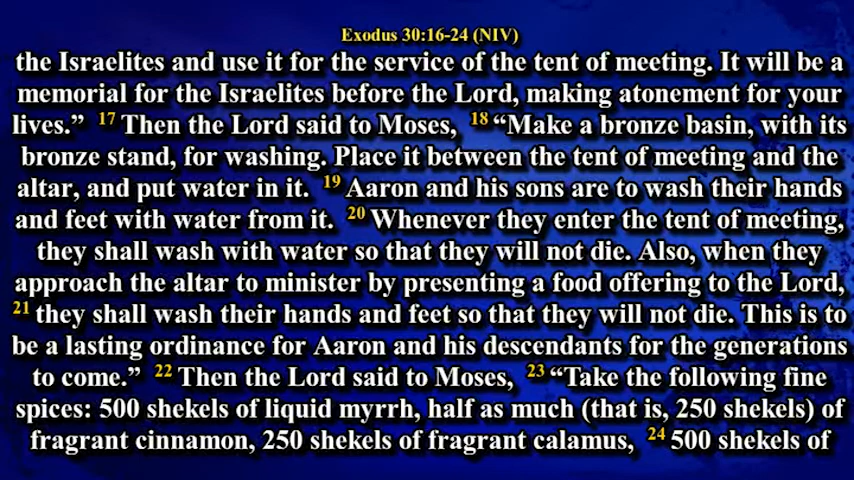 Exodus 30:16-24 (NIV)
the Israelites and use it for the service of the tent of meeting. It will be a
memorial for the Israelites before the Lord, making atonement for your
lives.” 17 Then the Lord said to Moses, 18 “Make a bronze basin, with its
bronze stand, for washing. Place it between the tent of meeting and the
altar, and put water in it. 19 Aaron and his sons are to wash their hands
and feet with water from it. 20 Whenever they enter the tent of meeting,
they shall wash with water so that they will not die. Also, when they
approach the altar to minister by presenting a food offering to the Lord,
21 they shall wash their hands and feet so that they will not die. This is to
be a lasting ordinance for Aaron and his descendants for the generations
to come.” 22 Then the Lord said to Moses, 23 “Take the following fine
spices: 500 shekels of liquid myrrh, half as much (that is, 250 shekels) of
fragrant cinnamon, 250 shekels of fragrant calamus, 24 500 shekels of